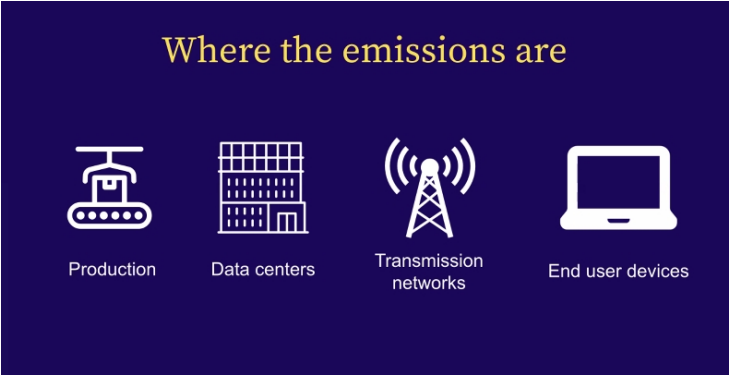 Where the emissions are
Production
Data centers
Transmission
networks
End user devices